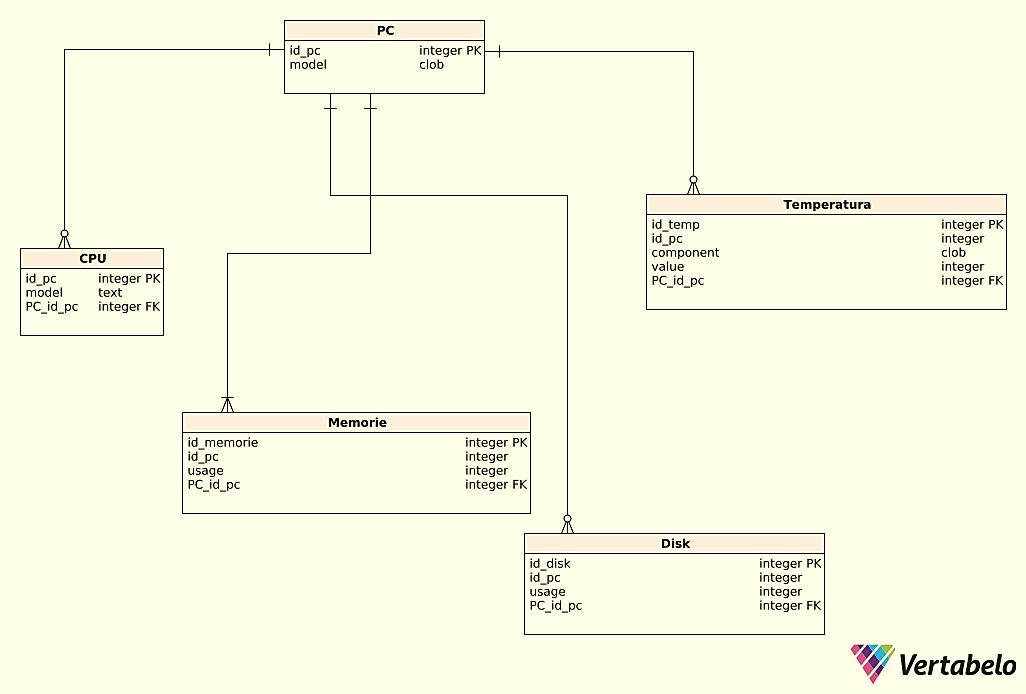 PC
id_pc integer PK
model clob
CPU
id_pc integer PK
model text
PC_id_pc integer FK
Temperatura
id_temp integer PK
id_pc integer
component clob
value integer
PC_id_pc integer FK
Memorie
id_memorie integer PK
id_pc integer
usage integer
PC_id_pc integer FK
Disk
id_disk integer PK
id_pc integer
usage integer
PC_id_pc integer FK
Vertabelo